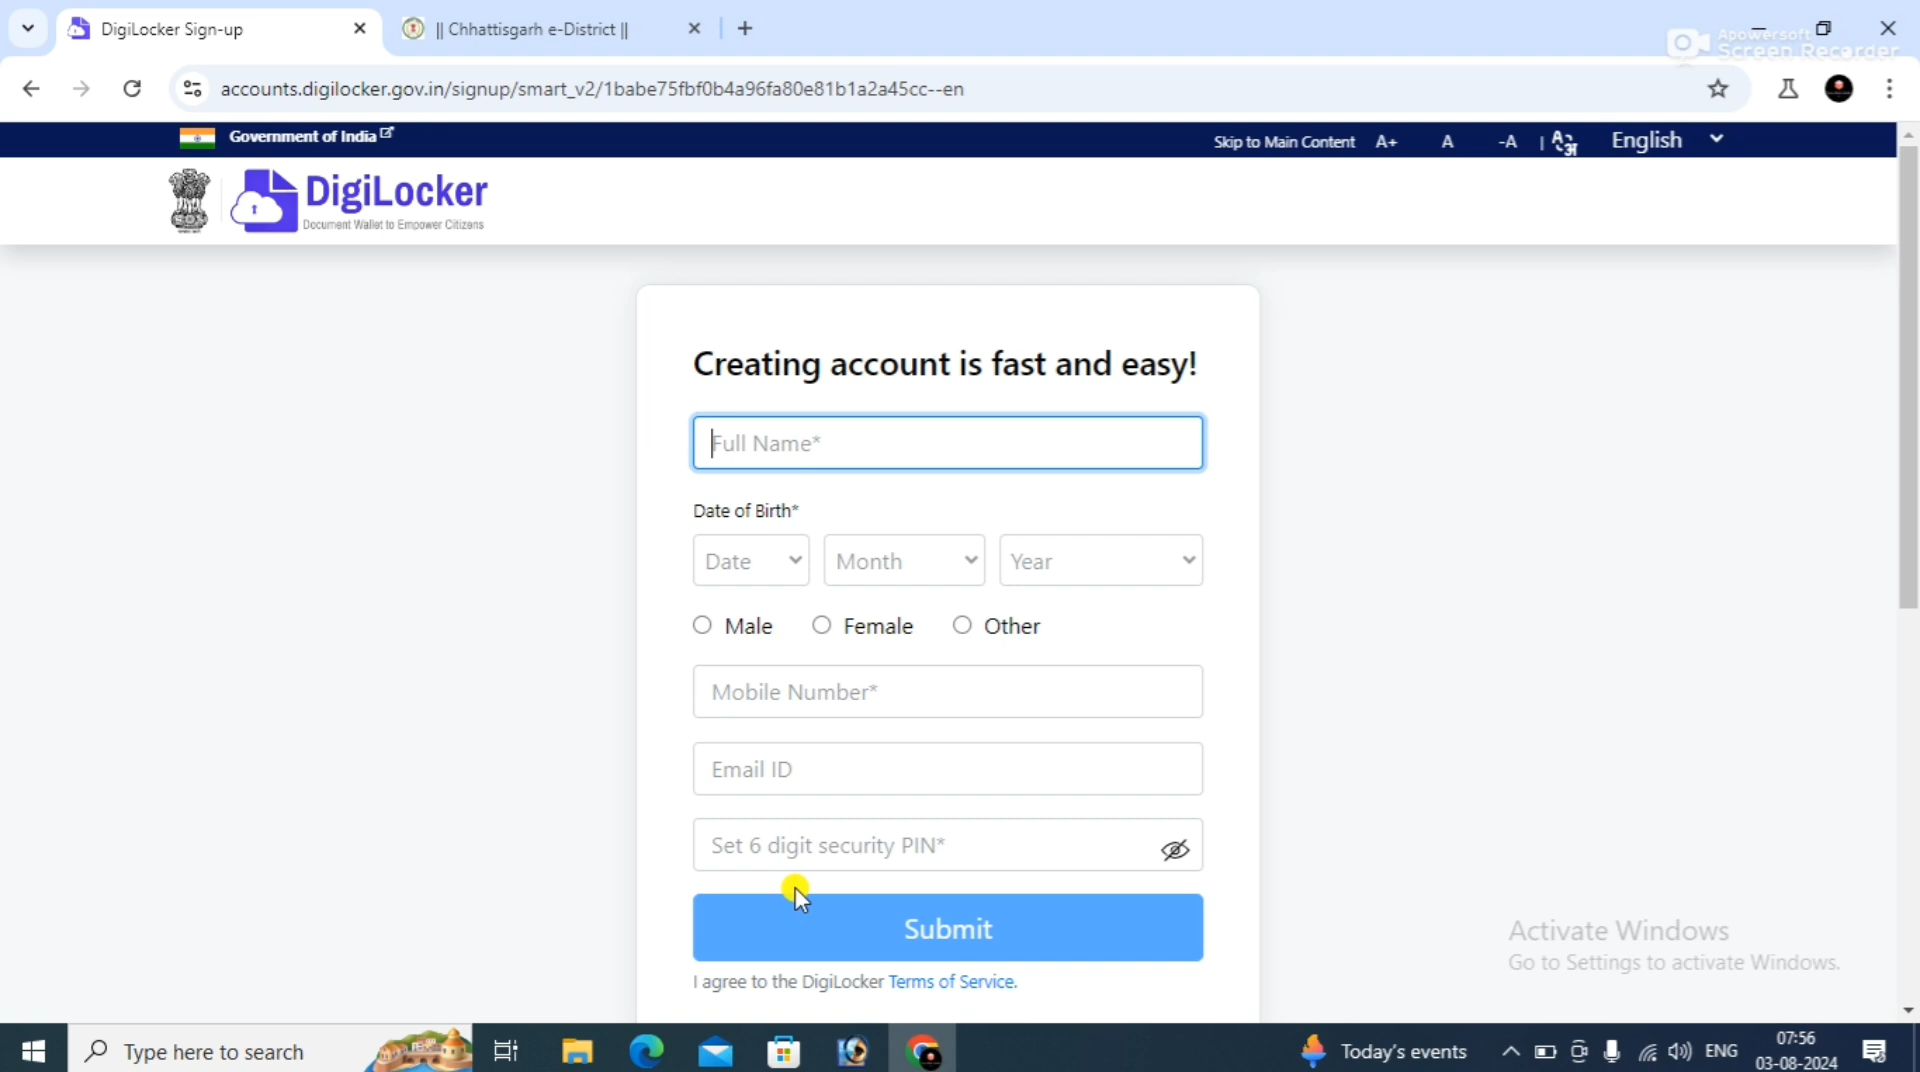 DigiLocker Sign-up
|| Chhattisgarh e-District ||
Apowersoft
Screen Recorder
accounts.digilocker.gov.in/signup/smart_v2/1babe75fbf0b4a96fa80e81b1a2a45cc--en
Government of India
Skip to Main Content A+ A -A | English
DigiLocker
Document Wallet to Empower Citizens
Creating account is fast and easy!
Full Name*
Date of Birth*
Date Month Year
Male Female Other
Mobile Number*
Email ID
Set 6 digit security PIN*
Submit
I agree to the DigiLocker Terms of Service.
Activate Windows
Go to Settings to activate Windows.
Type here to search
Today's events
ENG
07:56
03-08-2024